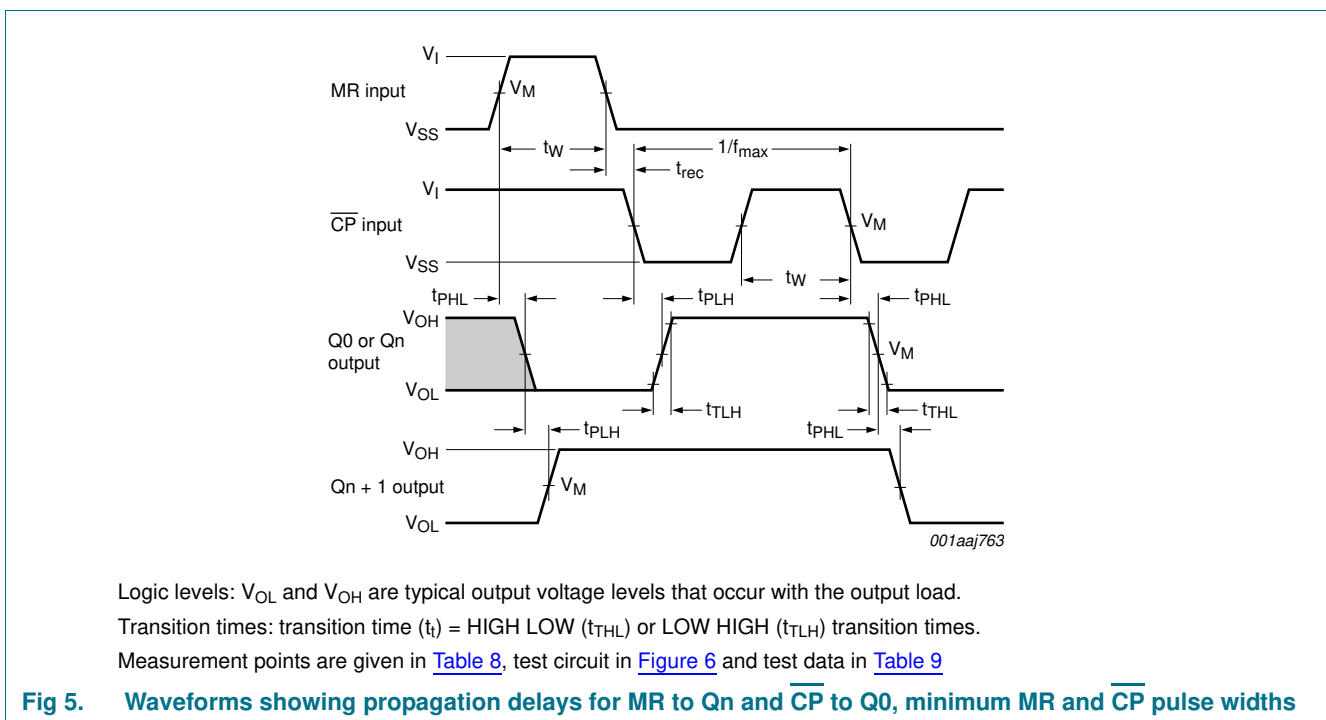 VI
MR input
VM
VSS
tW
1/fmax
trec
VI
CP input
VM
VSS
tW
tPHL
tPLH
tPHL
VOH
Q0 or Qn
output
VM
VOL
tTLH
tTHL
tPLH
tPHL
VOH
Qn + 1 output
VM
VOL
001aaj763
Logic levels: VOL and VOH are typical output voltage levels that occur with the output load.
Transition times: transition time (tt) = HIGH LOW (tTHL) or LOW HIGH (tTLH) transition times.
Measurement points are given in Table 8, test circuit in Figure 6 and test data in Table 9
Fig 5. Waveforms showing propagation delays for MR to Qn and CP to Q0, minimum MR and CP pulse widths